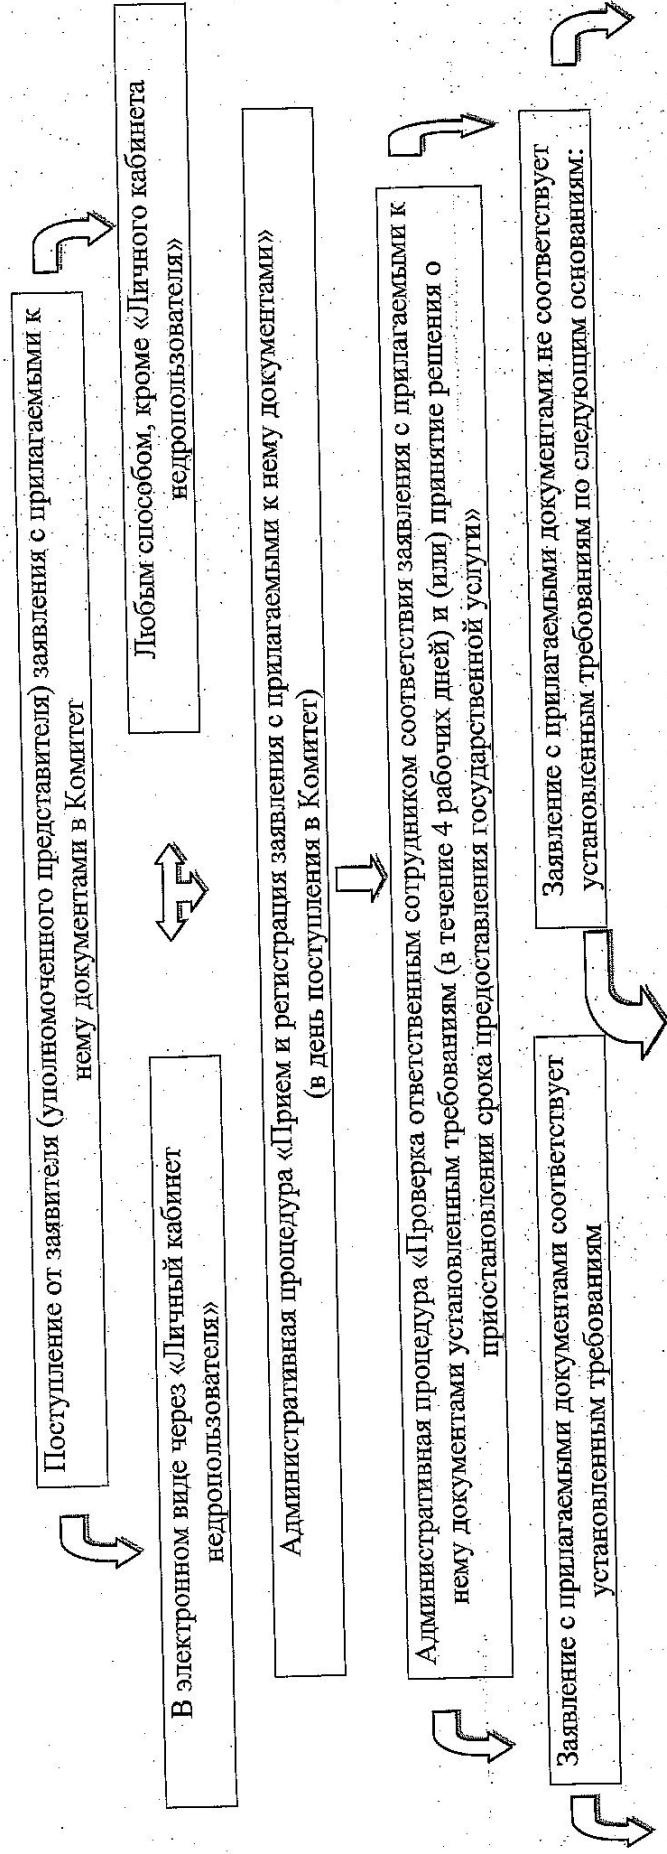 Поступление от заявителя (уполномоченного представителя) заявления с прилагаемыми к
нему документами в Комитет
В электронном виде через «Личный кабинет
недропользователя»
Любым способом, кроме «Личного кабинета
недропользователя»
Административная процедура «Прием и регистрация заявления с прилагаемыми к нему документами»
(в день поступления в Комитет)
Административная процедура «Проверка ответственным сотрудником соответствия заявления с прилагаемыми к
нему документами установленным требованиям (в течение 4 рабочих дней) и (или) принятие решения о
приостановлении срока предоставления государственной услуги»
Заявление с прилагаемыми документами соответствует
установленным требованиям
Заявление с прилагаемыми документами не соответствует
установленным требованиям по следующим основаниям: